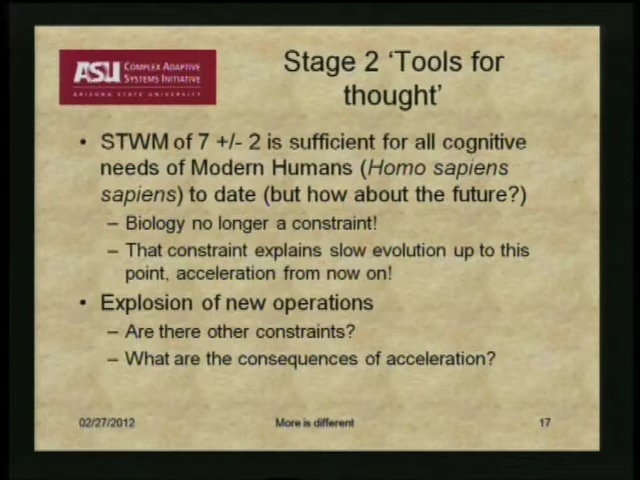 ASU COMPLEX ADAPTIVE
SYSTEMS INITIATIVE
ARIZONA STATE UNIVERSITY
Stage 2 'Tools for
thought'
• STWM of 7 +/- 2 is sufficient for all cognitive
needs of Modern Humans (Homo sapiens
sapiens) to date (but how about the future?)
– Biology no longer a constraint!
– That constraint explains slow evolution up to this
point, acceleration from now on!
• Explosion of new operations
– Are there other constraints?
– What are the consequences of acceleration?
02/27/2012 More is different 17